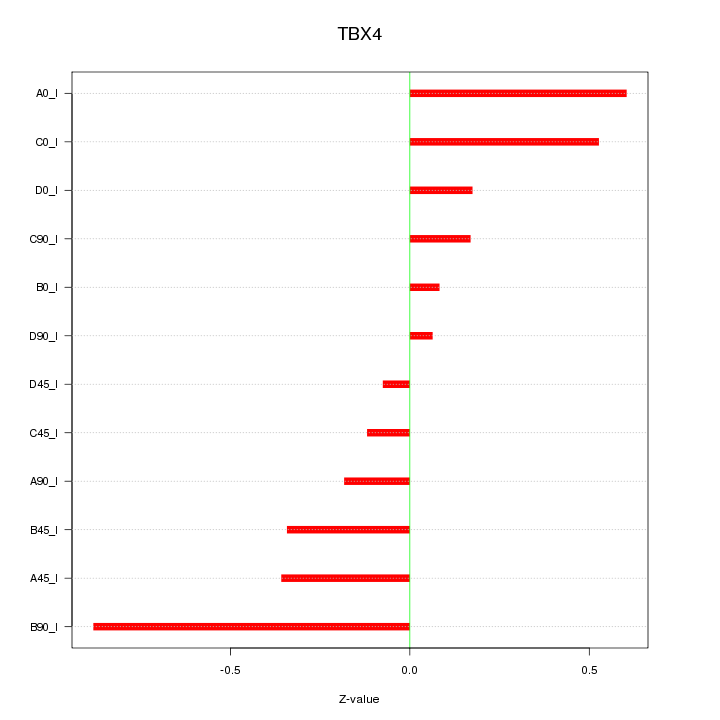 TBX4
A0_I
C0_I
D0_I
C90_I
B0_I
D90_I
D45_I
C45_I
A90_I
B45_I
A45_I
B90_I
-0.5 0.0 0.5
Z-value